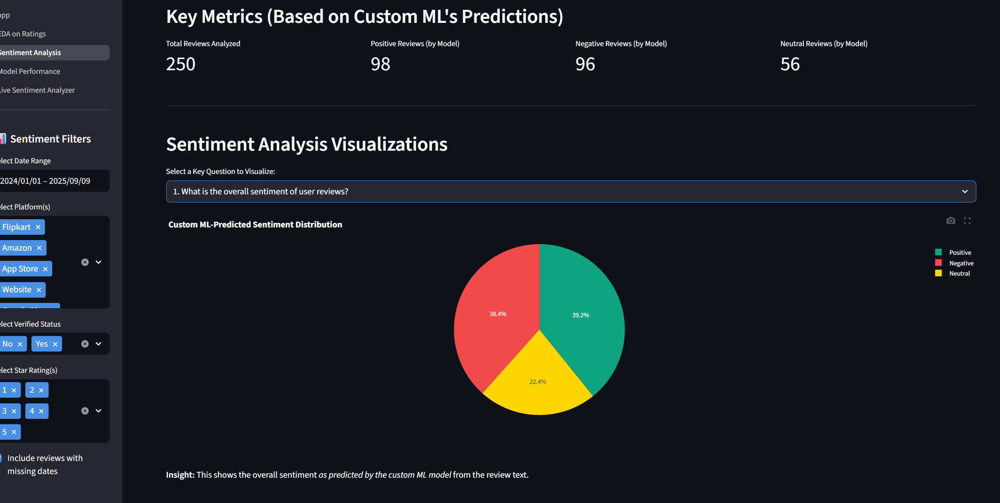 app
EDA on Ratings
Sentiment Analysis
Model Performance
Live Sentiment Analyzer
Sentiment Filters
elect Date Range
2024/01/01 – 2025/09/09
elect Platform(s)
Flipkart
Amazon
App Store
Website
elect Verified Status
No Yes
elect Star Rating(s)
1 2
3 4
5
Include reviews with
missing dates
Key Metrics (Based on Custom ML's Predictions)
Total Reviews Analyzed
250
Positive Reviews (by Model)
98
Negative Reviews (by Model)
96
Neutral Reviews (by Model)
56
Sentiment Analysis Visualizations
Select a Key Question to Visualize:
1. What is the overall sentiment of user reviews?
Custom ML-Predicted Sentiment Distribution
Positive
Negative
Neutral
38.4%
39.2%
22.4%
Insight: This shows the overall sentiment as predicted by the custom ML model from the review text.